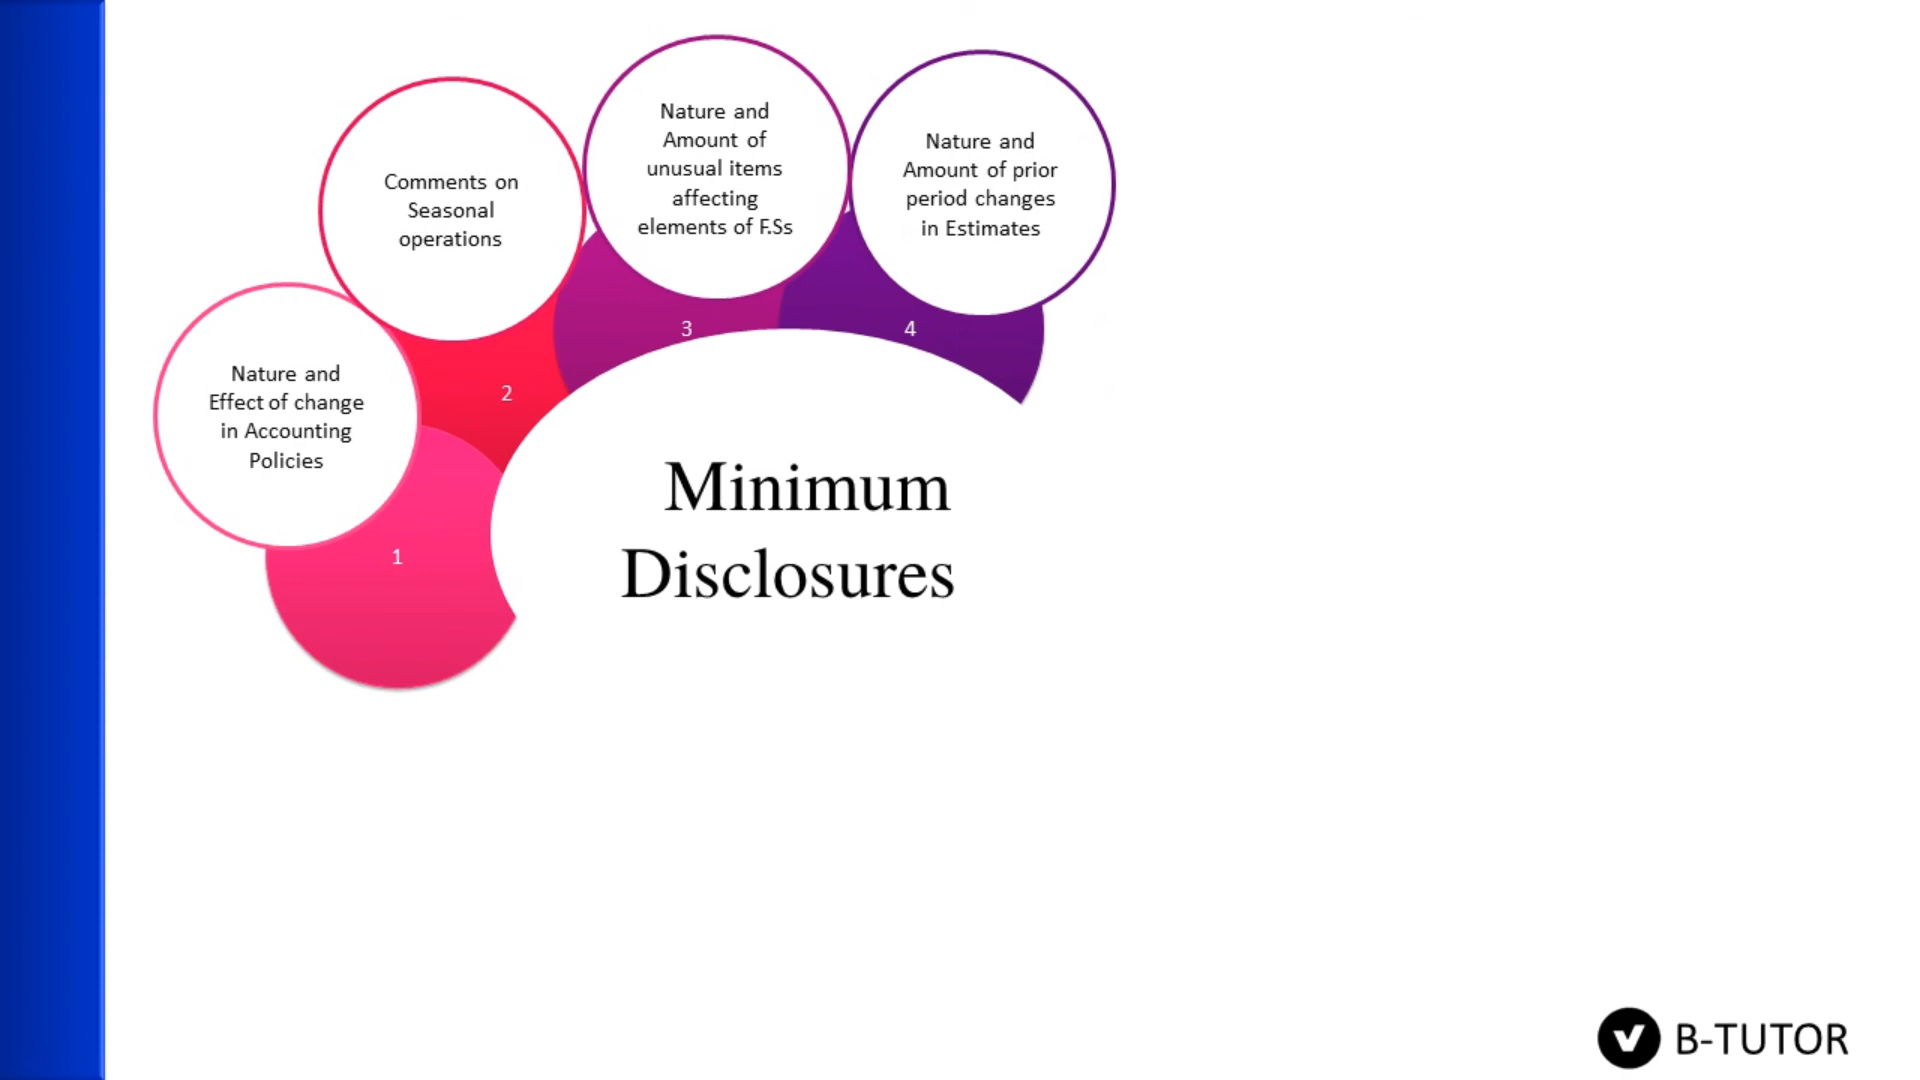 Nature and
Effect of change
in Accounting
Policies
1
Comments on
Seasonal
operations
2
Nature and
Amount of
unusual items
affecting
elements of F.Ss
3
Nature and
Amount of prior
period changes
in Estimates
4
Minimum
Disclosures
B-TUTOR